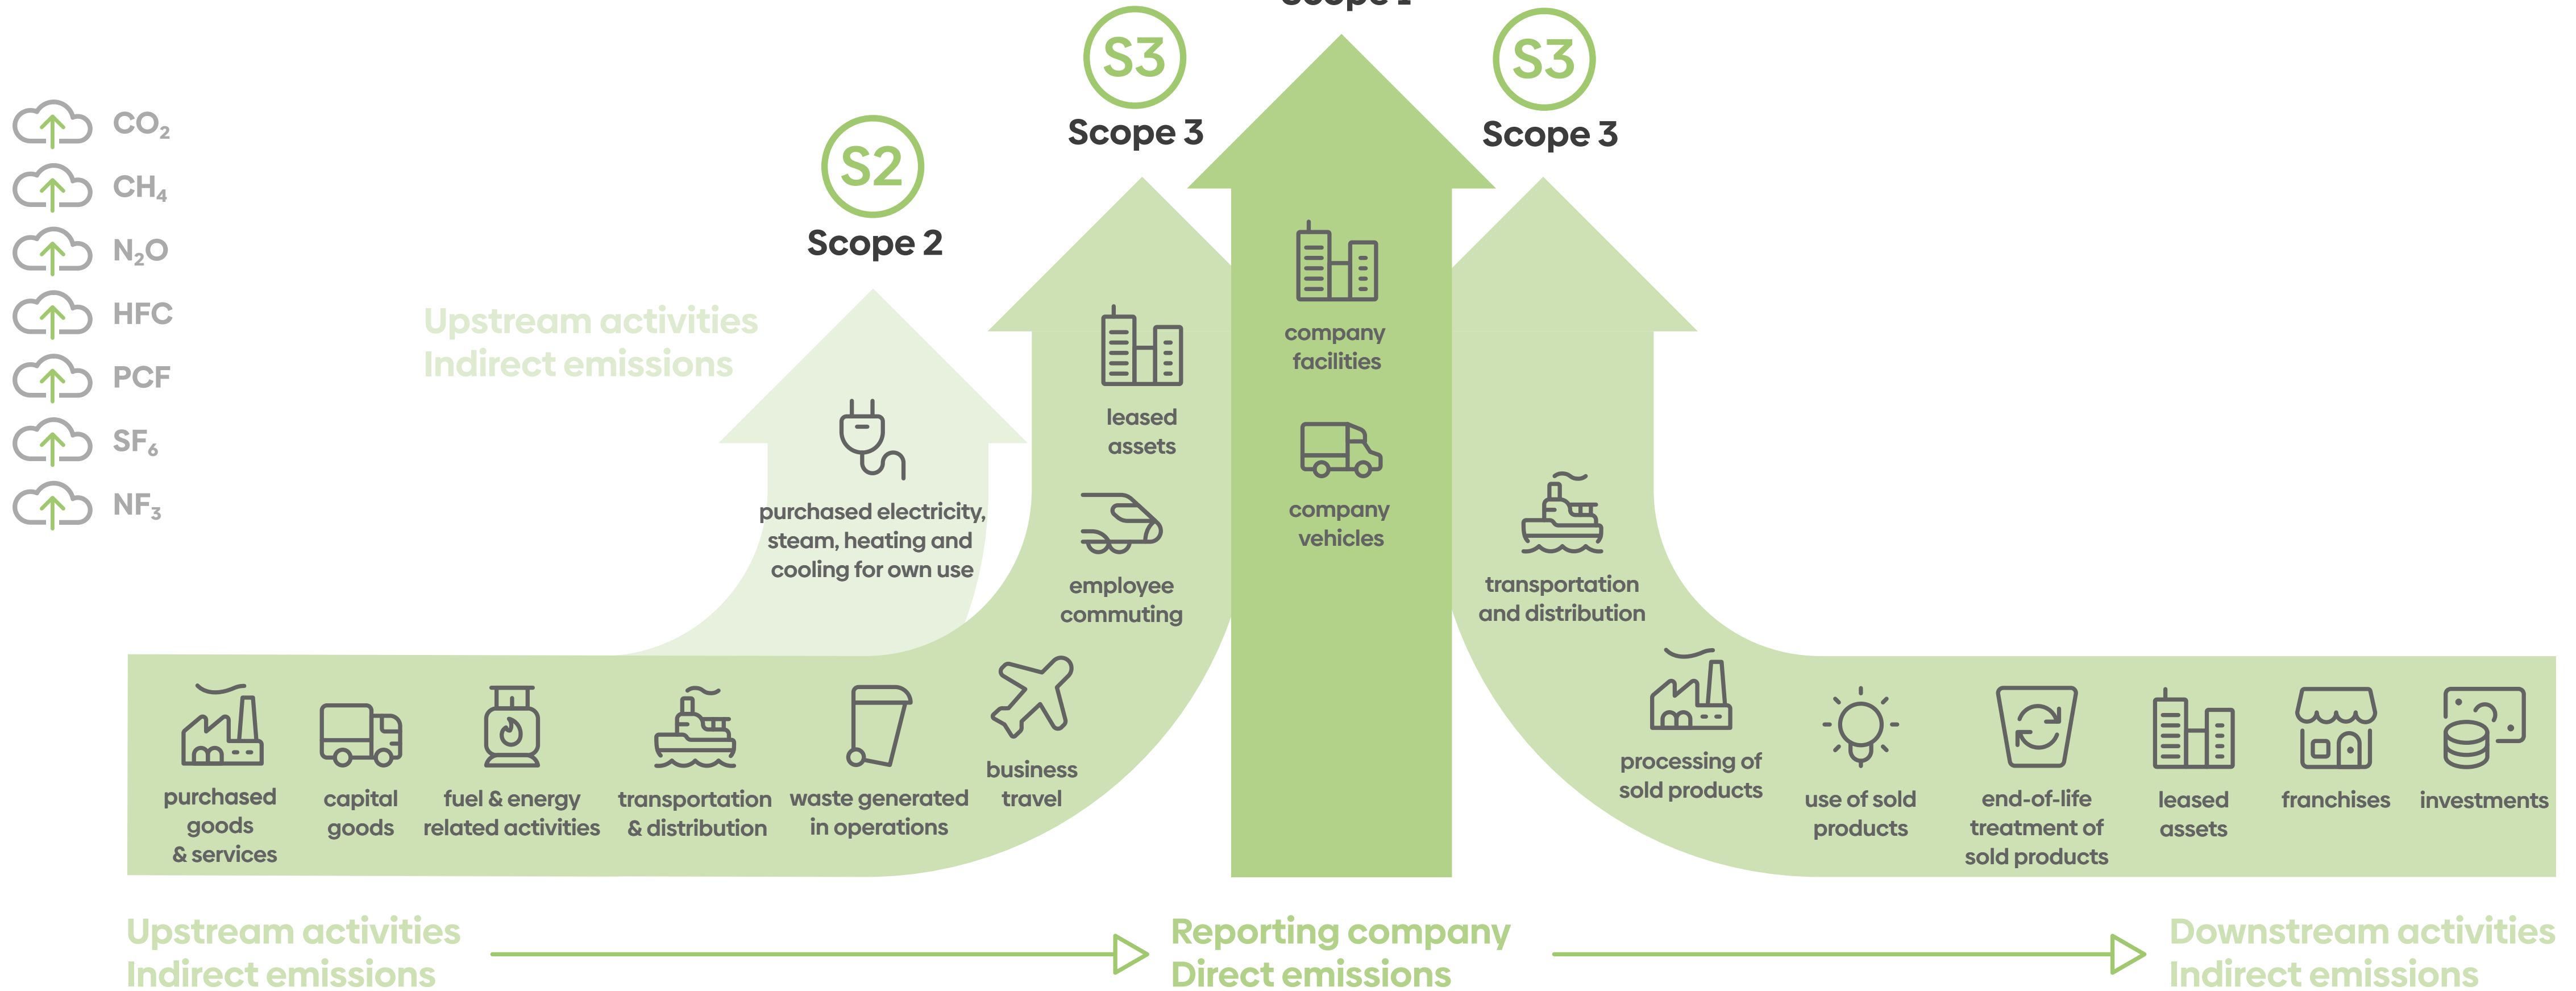 Scope 1
S3
Scope 3
S3
Scope 3
S2
Scope 2
CO₂
CH₄
N₂O
HFC
PCF
SF₆
NF₃
Upstream activities
Indirect emissions
purchased electricity,
steam, heating and
cooling for own use
leased
assets
employee
commuting
business
travel
company
facilities
company
vehicles
transportation
and distribution
purchased
goods
& services
capital
goods
fuel & energy
related activities
transportation
& distribution
waste generated
in operations
processing of
sold products
use of sold
products
end-of-life
treatment of
sold products
leased
assets
franchises
investments
Upstream activities
Indirect emissions
Reporting company
Direct emissions
Downstream activities
Indirect emissions